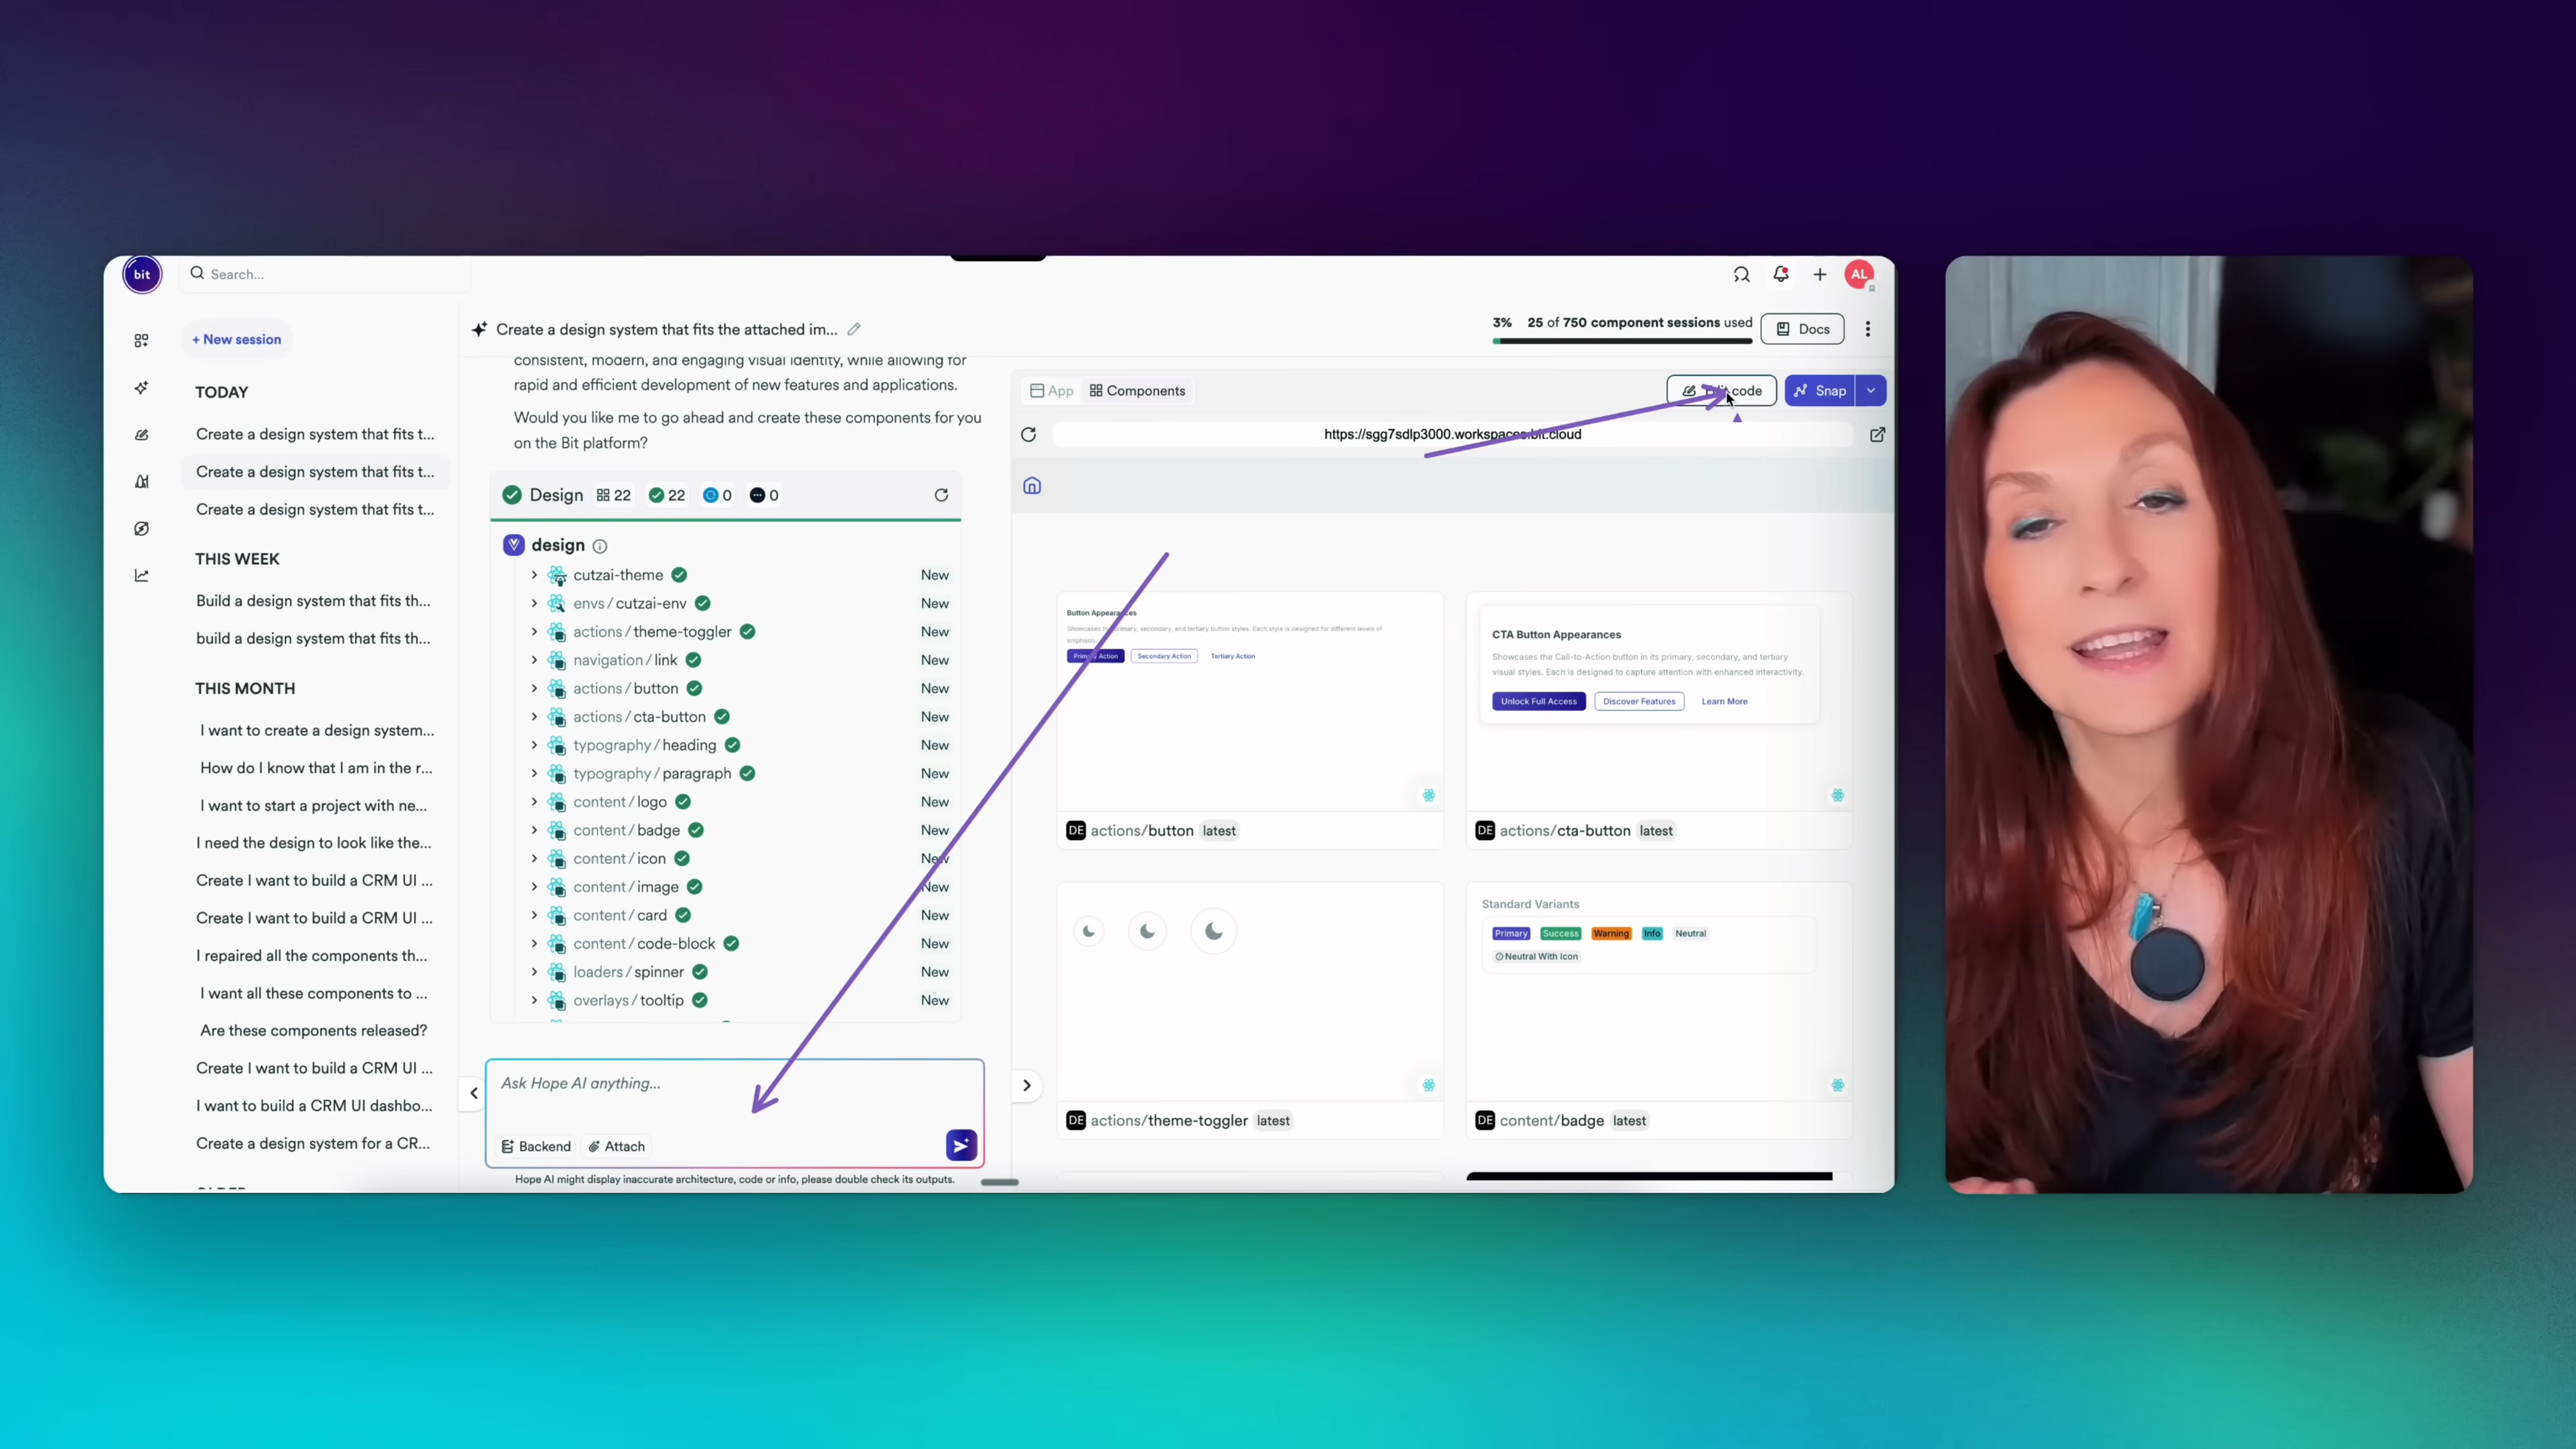 bit
Search...
AL
+ New session
TODAY
Create a design system that fits t...
Create a design system that fits t...
Create a design system that fits t...
THIS WEEK
Build a design system that fits th...
build a design system that fits th...
THIS MONTH
I want to create a design system...
How do I know that I am in the r...
I want to start a project with ne...
I need the design to look like the...
Create I want to build a CRM UI ...
Create I want to build a CRM UI ...
I repaired all the components th...
I want all these components to ...
Are these components released?
Create I want to build a CRM UI ...
I want to build a CRM UI dashbo...
Create a design system for a CR...
Create a design system that fits the attached im...
3% 25 of 750 component sessions used
Docs
consistent, modern, and engaging visual identity, while allowing for
rapid and efficient development of new features and applications.
Would you like me to go ahead and create these components for you
on the Bit platform?
Design 22 22 0 0
design
cutzai-theme New
envs/cutzai-env New
actions/theme-toggler New
navigation/link New
actions/button New
actions/cta-button New
typography/heading New
typography/paragraph New
content/logo New
content/badge New
content/icon New
content/image New
content/card New
content/code-block New
loaders/spinner New
overlays/tooltip New
Ask Hope AI anything...
Backend Attach
Hope AI might display inaccurate architecture, code or info, please double check its outputs.
App Components
code
Snap
https://sgg7sdlp3000.workspaces.bit.cloud
Button Appearances
Showcases the primary, secondary, and tertiary button styles. Each style is designed for different levels of
emphasis.
Primary Action Secondary Action Tertiary Action
DE actions/button latest
CTA Button Appearances
Showcases the Call-to-Action button in its primary, secondary, and tertiary
visual styles. Each is designed to capture attention with enhanced interactivity.
Unlock Full Access Discover Features Learn More
DE actions/cta-button latest
DE actions/theme-toggler latest
Standard Variants
Primary Success Warning Info Neutral
Neutral With Icon
DE content/badge latest